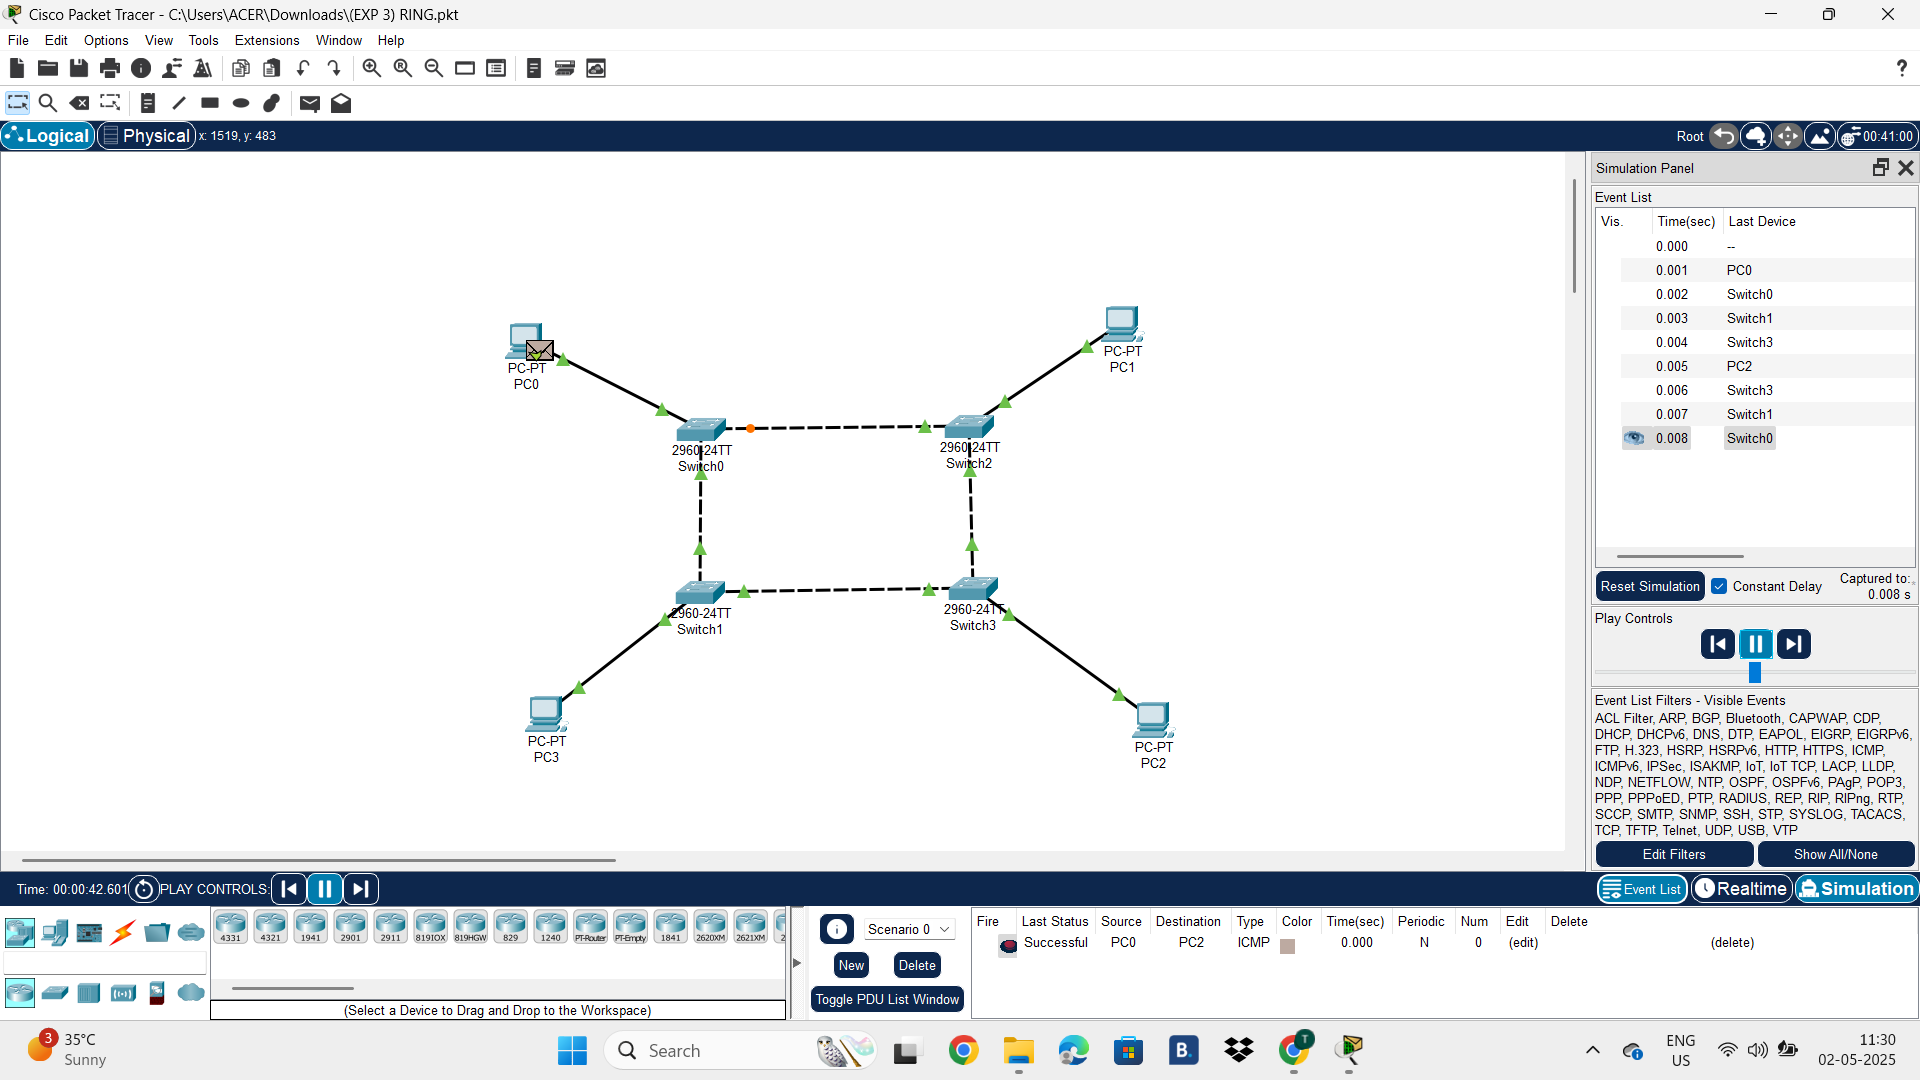 Cisco Packet Tracer - C:\Users\ACER\Downloads\(EXP 3) RING.pkt
File Edit Options View Tools Extensions Window Help
?
Logical Physical x: 1519, y: 483 Root 00:41:00
Simulation Panel
Event List
Vis. Time(sec) Last Device
0.000 --
0.001 PC0
0.002 Switch0
0.003 Switch1
0.004 Switch3
0.005 PC2
0.006 Switch3
0.007 Switch1
0.008 Switch0
PC-PT
PC0
PC-PT
PC1
2960-24TT
Switch0
2960-24TT
Switch2
2960-24TT
Switch1
2960-24TT
Switch3
PC-PT
PC3
PC-PT
PC2
Reset Simulation Constant Delay Captured to:
0.008 s
Play Controls
Event List Filters - Visible Events
ACL Filter, ARP, BGP, Bluetooth, CAPWAP, CDP,
DHCP, DHCPv6, DNS, DTP, EAPOL, EIGRP, EIGRPv6,
FTP, H.323, HSRP, HSRPv6, HTTP, HTTPS, ICMP,
ICMPv6, IPSec, ISAKMP, IoT, IoT TCP, LACP, LLDP,
NDP, NETFLOW, NTP, OSPF, OSPFv6, PAgP, POP3,
PPP, PPPoED, PTP, RADIUS, REP, RIP, RIPng, RTP,
SCCP, SMTP, SNMP, SSH, STP, SYSLOG, TACACS,
TCP, TFTP, Telnet, UDP, USB, VTP
Edit Filters Show All/None
Time: 00:00:42.601 PLAY CONTROLS: Event List Realtime Simulation
4331 4321 1941 2901 2911 819IOX 819HGW 829 1240 PT-Router PT-Empty 1841 2620XM 2621XM
(Select a Device to Drag and Drop to the Workspace)
Scenario 0
New Delete
Toggle PDU List Window
Fire Last Status Source Destination Type Color Time(sec) Periodic Num Edit Delete
Successful PC0 PC2 ICMP 0.000 N 0 (edit) (delete)
3 35°C
Sunny
Search
B.
T
ENG
US
11:30
02-05-2025